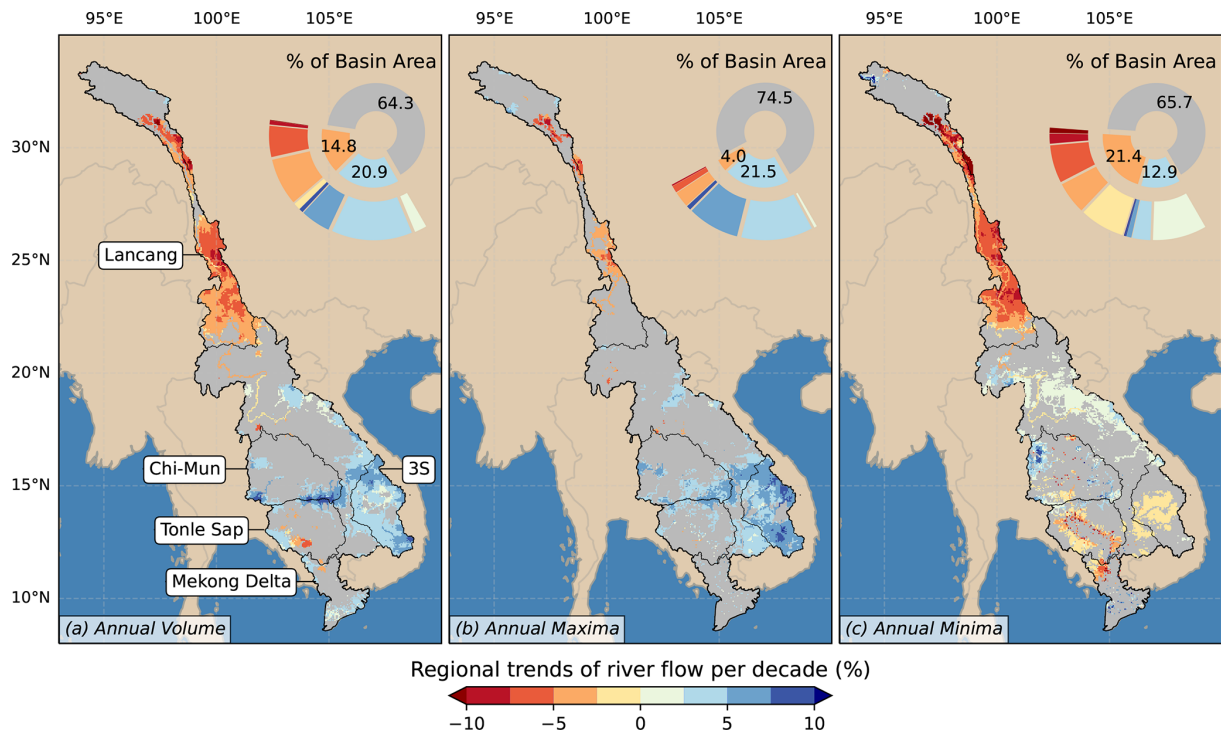 95°E 100°E 105°E 95°E 100°E 105°E 95°E 100°E 105°E
% of Basin Area % of Basin Area % of Basin Area
64.3 74.5 65.7
30°N
14.8 4.0 21.4
20.9 21.5 12.9
25°N
Lancang
20°N
Chi-Mun 3S
15°N
Tonle Sap
Mekong Delta
10°N
(a) Annual Volume (b) Annual Maxima (c) Annual Minima
Regional trends of river flow per decade (%)
−10 −5 0 5 10